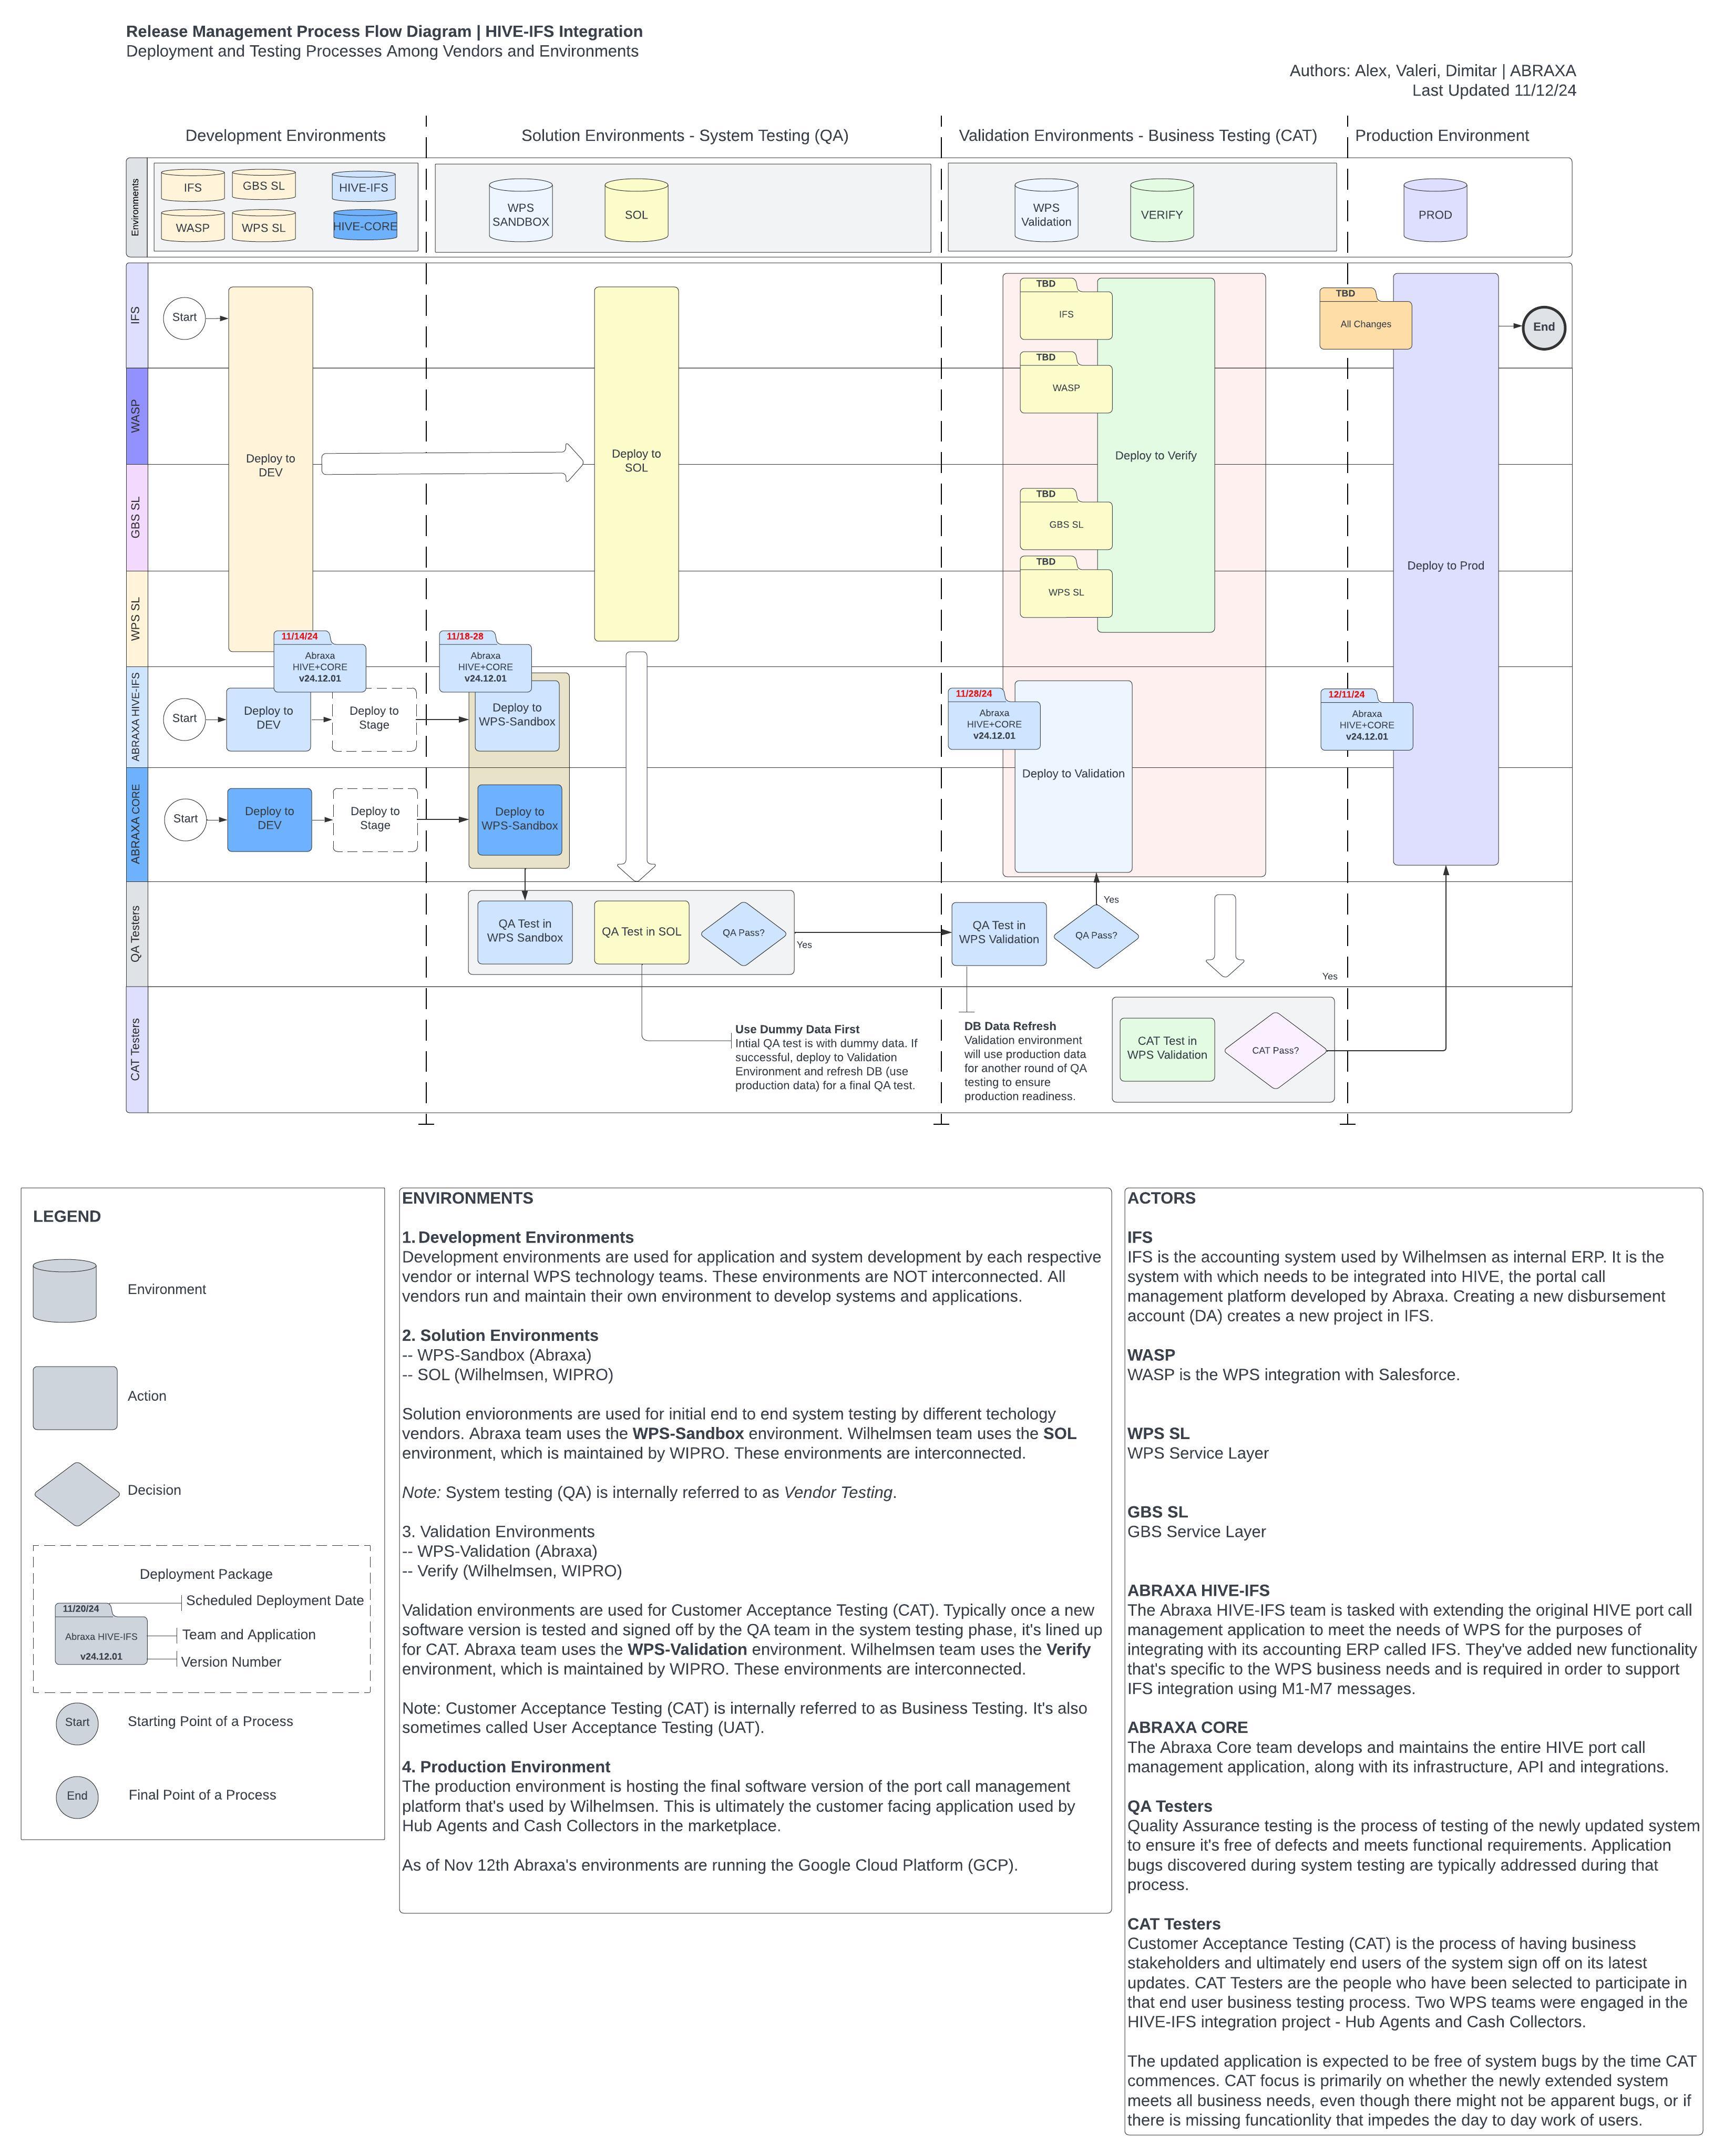 Release Management Process Flow Diagram | HIVE-IFS Integration
Deployment and Testing Processes Among Vendors and Environments
Authors: Alex, Valeri, Dimitar | ABRAXA
Last Updated 11/12/24
Development Environments
Solution Environments - System Testing (QA)
Validation Environments - Business Testing (CAT)
Production Environment
Environments
IFS
GBS SL
HIVE-IFS
WASP
WPS SL
HIVE-CORE
WPS
SANDBOX
SOL
WPS
Validation
VERIFY
PROD
IFS
Start
Deploy to
DEV
Deploy to
SOL
TBD
IFS
TBD
WASP
Deploy to Verify
TBD
GBS SL
TBD
WPS SL
TBD
All Changes
Deploy to Prod
End
WASP
GBS SL
WPS SL
11/14/24
Abraxa
HIVE+CORE
v24.12.01
11/18-28
Abraxa
HIVE+CORE
v24.12.01
ABRAXA HIVE-IFS
Start
Deploy to
DEV
Deploy to
Stage
Deploy to
WPS-Sandbox
11/28/24
Abraxa
HIVE+CORE
v24.12.01
Deploy to Validation
12/11/24
Abraxa
HIVE+CORE
v24.12.01
ABRAXA CORE
Start
Deploy to
DEV
Deploy to
Stage
Deploy to
WPS-Sandbox
QA Testers
QA Test in
WPS Sandbox
QA Test in SOL
QA Pass?
Yes
QA Test in
WPS Validation
QA Pass?
Yes
Yes
CAT Testers
Use Dummy Data First
Intial QA test is with dummy data. If
successful, deploy to Validation
Environment and refresh DB (use
production data) for a final QA test.
DB Data Refresh
Validation environment
will use production data
for another round of QA
testing to ensure
production readiness.
CAT Test in
WPS Validation
CAT Pass?
LEGEND
Environment
Action
Decision
Deployment Package
11/20/24
Abraxa HIVE-IFS
v24.12.01
Scheduled Deployment Date
Team and Application
Version Number
Start
Starting Point of a Process
End
Final Point of a Process
ENVIRONMENTS
1. Development Environments
Development environments are used for application and system development by each respective
vendor or internal WPS technology teams. These environments are NOT interconnected. All
vendors run and maintain their own environment to develop systems and applications.
2. Solution Environments
-- WPS-Sandbox (Abraxa)
-- SOL (Wilhelmsen, WIPRO)
Solution envioronments are used for initial end to end system testing by different techology
vendors. Abraxa team uses the WPS-Sandbox environment. Wilhelmsen team uses the SOL
environment, which is maintained by WIPRO. These environments are interconnected.
Note: System testing (QA) is internally referred to as Vendor Testing.
3. Validation Environments
-- WPS-Validation (Abraxa)
-- Verify (Wilhelmsen, WIPRO)
Validation environments are used for Customer Acceptance Testing (CAT). Typically once a new
software version is tested and signed off by the QA team in the system testing phase, it's lined up
for CAT. Abraxa team uses the WPS-Validation environment. Wilhelmsen team uses the Verify
environment, which is maintained by WIPRO. These environments are interconnected.
Note: Customer Acceptance Testing (CAT) is internally referred to as Business Testing. It's also
sometimes called User Acceptance Testing (UAT).
4. Production Environment
The production environment is hosting the final software version of the port call management
platform that's used by Wilhelmsen. This is ultimately the customer facing application used by
Hub Agents and Cash Collectors in the marketplace.
As of Nov 12th Abraxa's environments are running the Google Cloud Platform (GCP).
ACTORS
IFS
IFS is the accounting system used by Wilhelmsen as internal ERP. It is the
system with which needs to be integrated into HIVE, the portal call
management platform developed by Abraxa. Creating a new disbursement
account (DA) creates a new project in IFS.
WASP
WASP is the WPS integration with Salesforce.
WPS SL
WPS Service Layer
GBS SL
GBS Service Layer
ABRAXA HIVE-IFS
The Abraxa HIVE-IFS team is tasked with extending the original HIVE port call
management application to meet the needs of WPS for the purposes of
integrating with its accounting ERP called IFS. They've added new functionality
that's specific to the WPS business needs and is required in order to support
IFS integration using M1-M7 messages.
ABRAXA CORE
The Abraxa Core team develops and maintains the entire HIVE port call
management application, along with its infrastructure, API and integrations.
QA Testers
Quality Assurance testing is the process of testing of the newly updated system
to ensure it's free of defects and meets functional requirements. Application
bugs discovered during system testing are typically addressed during that
process.
CAT Testers
Customer Acceptance Testing (CAT) is the process of having business
stakeholders and ultimately end users of the system sign off on its latest
updates. CAT Testers are the people who have been selected to participate in
that end user business testing process. Two WPS teams were engaged in the
HIVE-IFS integration project - Hub Agents and Cash Collectors.
The updated application is expected to be free of system bugs by the time CAT
commences. CAT focus is primarily on whether the newly extended system
meets all business needs, even though there might not be apparent bugs, or if
there is missing funcationlity that impedes the day to day work of users.